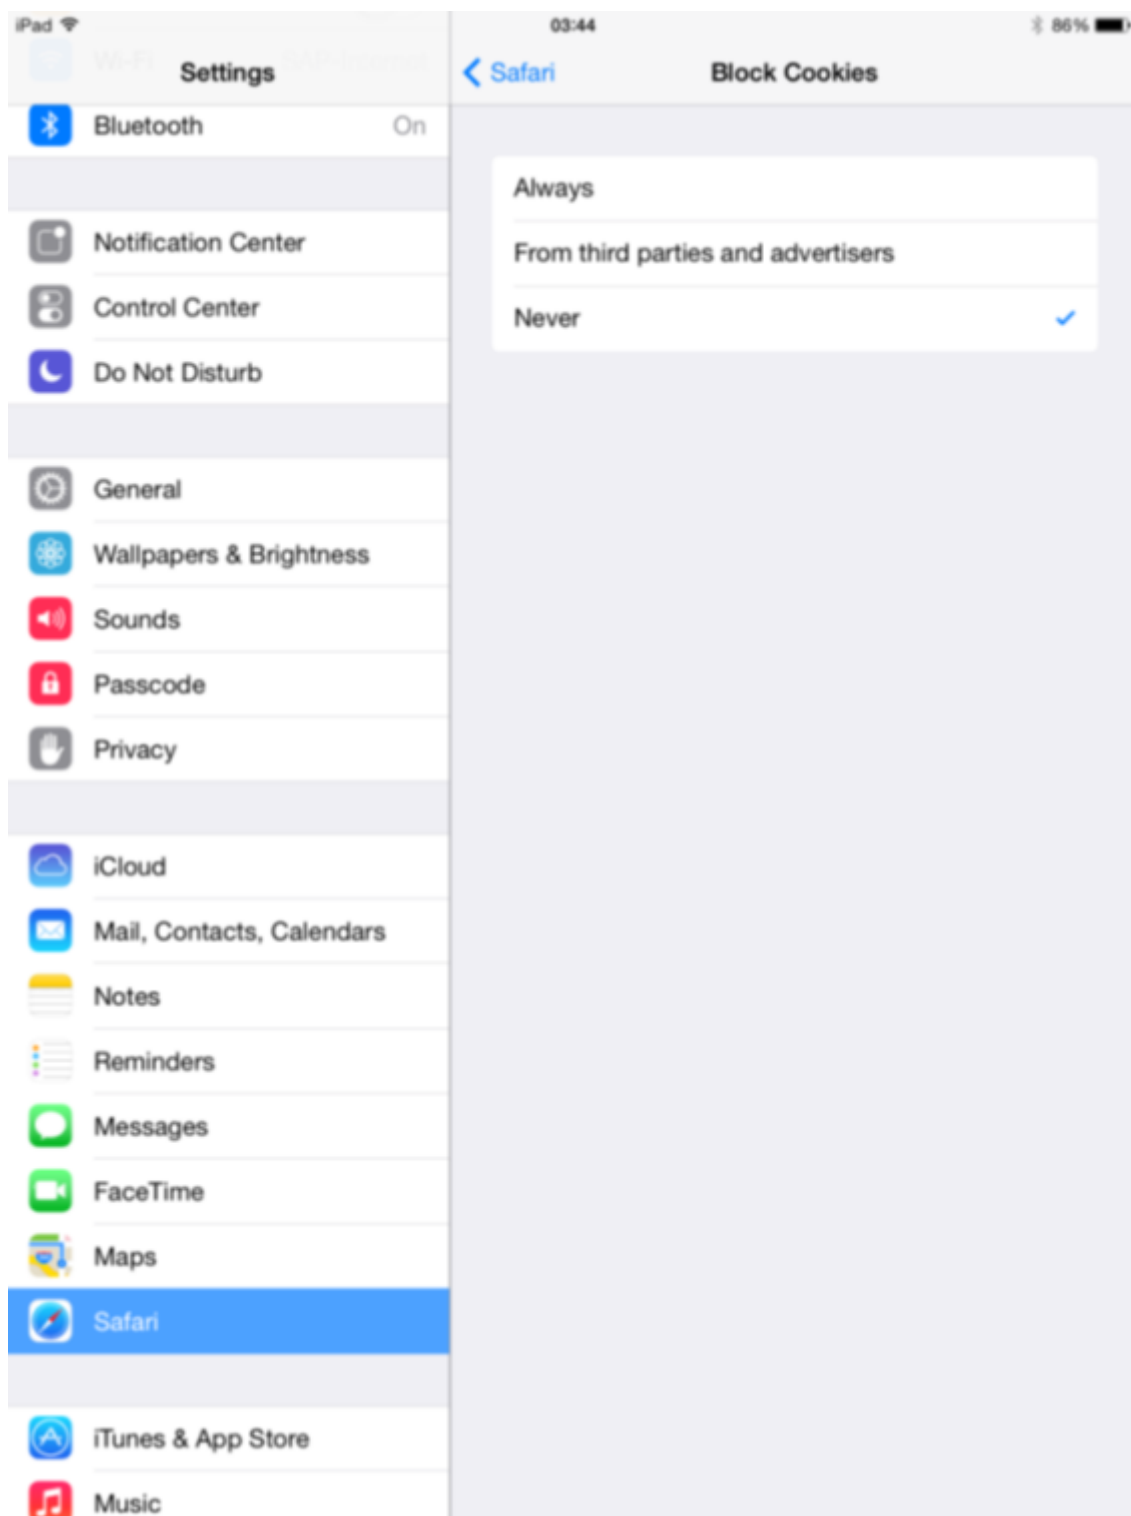 iPad 03:44 86%
Wi-Fi
Settings
Bluetooth On
Notification Center
Control Center
Do Not Disturb
General
Wallpapers & Brightness
Sounds
Passcode
Privacy
iCloud
Mail, Contacts, Calendars
Notes
Reminders
Messages
FaceTime
Maps
Safari
iTunes & App Store
Music
Safari Block Cookies
Always
From third parties and advertisers
Never